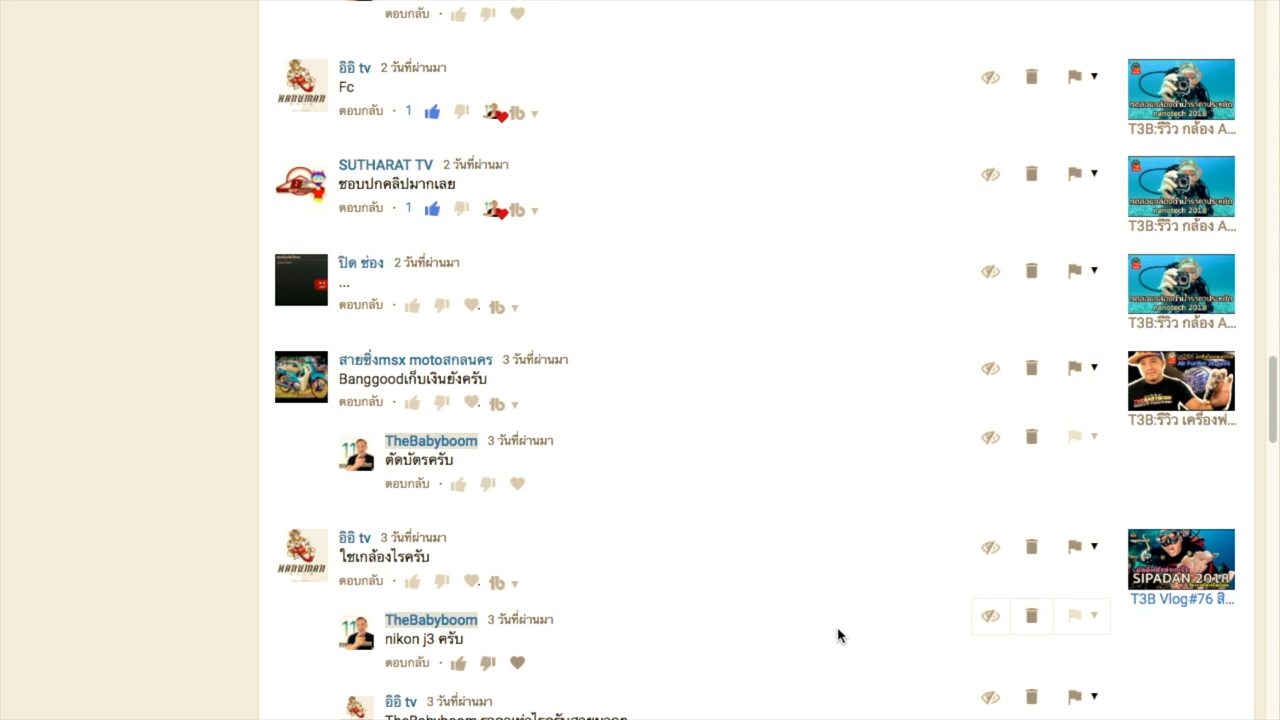 ตอบกลับ ·
อิอิ tv 2 วันที่ผ่านมา
Fc
ตอบกลับ · 1
HANUMAN
T3B:รีวิว กล้อง A...
SUTHARAT TV 2 วันที่ผ่านมา
ชอบปกคลิปมากเลย
ตอบกลับ · 1
nanotech 2018
T3B:รีวิว กล้อง A...
ปิด ช่อง 2 วันที่ผ่านมา
...
ตอบกลับ ·
nanotech 2018
T3B:รีวิว กล้อง A...
สายซิ่งmsx motoสกลนคร 3 วันที่ผ่านมา
Banggoodเก็บเงินยังครับ
ตอบกลับ ·
T3B:รีวิว เครื่องฟ...
TheBabyboom 3 วันที่ผ่านมา
ตัดบัตรครับ
ตอบกลับ ·
อิอิ tv 3 วันที่ผ่านมา
ใชเกล้องไรครับ
ตอบกลับ ·
HANUMAN
SIPADAN 2018
T3B Vlog#76 สิ...
TheBabyboom 3 วันที่ผ่านมา
nikon j3 ครับ
ตอบกลับ ·
อิอิ tv 3 วันที่ผ่านมา